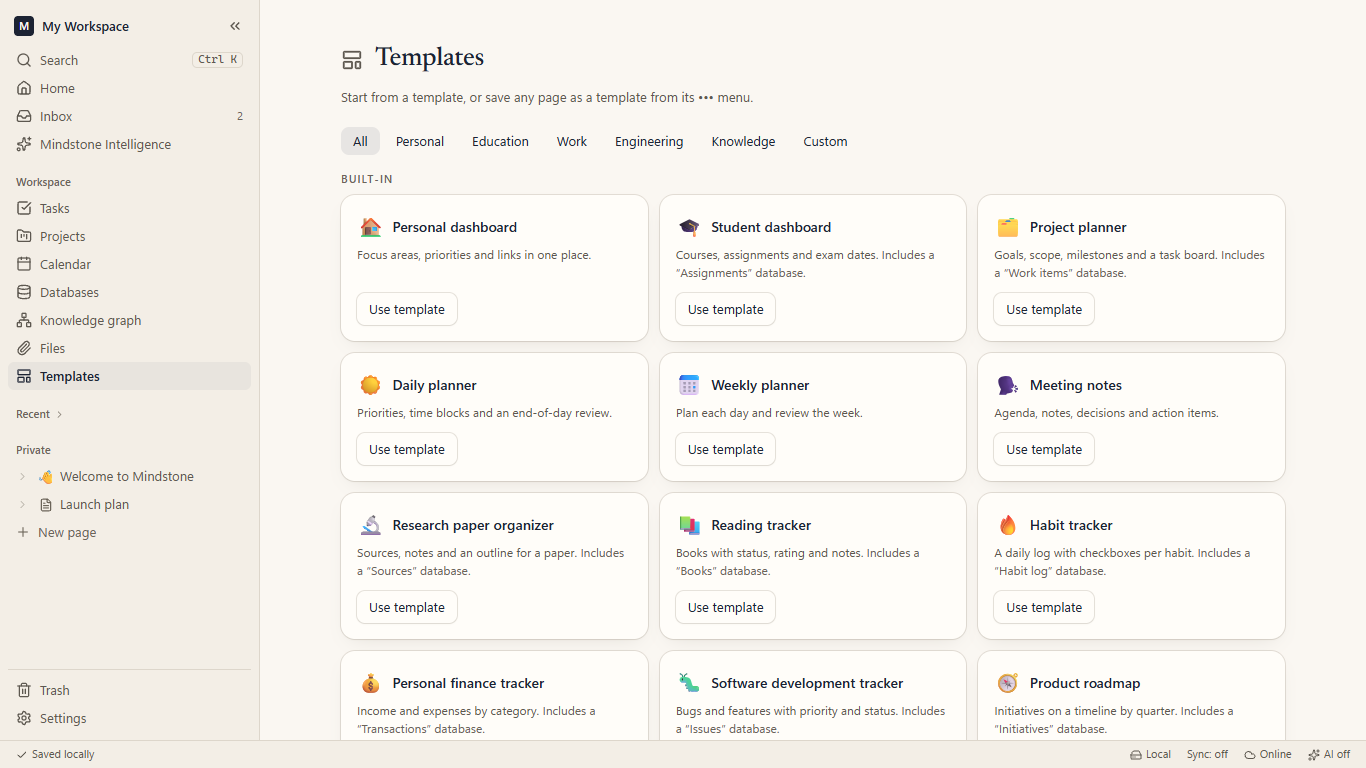 M My Workspace
Search Ctrl K
Home
Inbox 2
Mindstone Intelligence
Workspace
Tasks
Projects
Calendar
Databases
Knowledge graph
Files
Templates
Recent
Private
Welcome to Mindstone
Launch plan
New page
Trash
Settings
Templates
Start from a template, or save any page as a template from its ••• menu.
All Personal Education Work Engineering Knowledge Custom
BUILT-IN
Personal dashboard
Focus areas, priorities and links in one place.
Use template
Student dashboard
Courses, assignments and exam dates. Includes a
“Assignments” database.
Use template
Project planner
Goals, scope, milestones and a task board. Includes
a “Work items” database.
Use template
Daily planner
Priorities, time blocks and an end-of-day review.
Use template
Weekly planner
Plan each day and review the week.
Use template
Meeting notes
Agenda, notes, decisions and action items.
Use template
Research paper organizer
Sources, notes and an outline for a paper. Includes
a “Sources” database.
Use template
Reading tracker
Books with status, rating and notes. Includes a
“Books” database.
Use template
Habit tracker
A daily log with checkboxes per habit. Includes a
“Habit log” database.
Use template
Personal finance tracker
Income and expenses by category. Includes a
“Transactions” database.
Software development tracker
Bugs and features with priority and status. Includes
a “Issues” database.
Product roadmap
Initiatives on a timeline by quarter. Includes a
“Initiatives” database.
Saved locally
Local Sync: off Online AI off